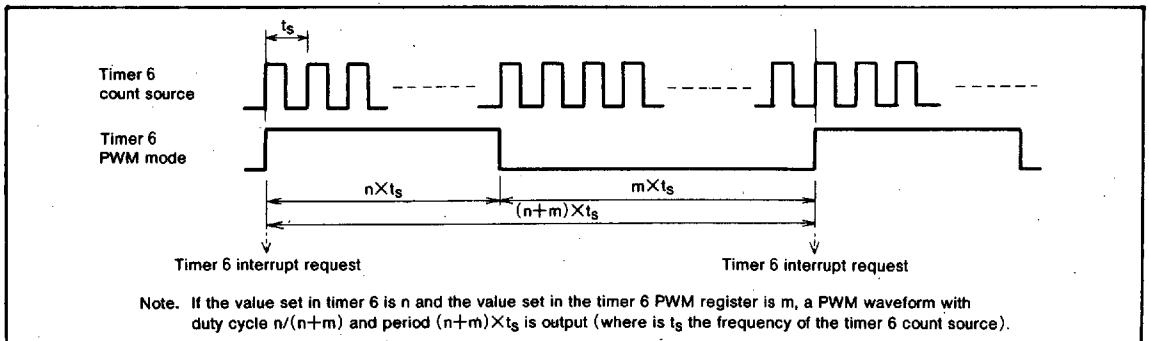 ts
Timer 6
count source
Timer 6
PWM mode
n×ts
m×ts
(n+m)×ts
Timer 6 interrupt request
Timer 6 interrupt request
Note. If the value set in timer 6 is n and the value set in the timer 6 PWM register is m, a PWM waveform with
duty cycle n/(n+m) and period (n+m)×ts is output (where is ts the frequency of the timer 6 count source).